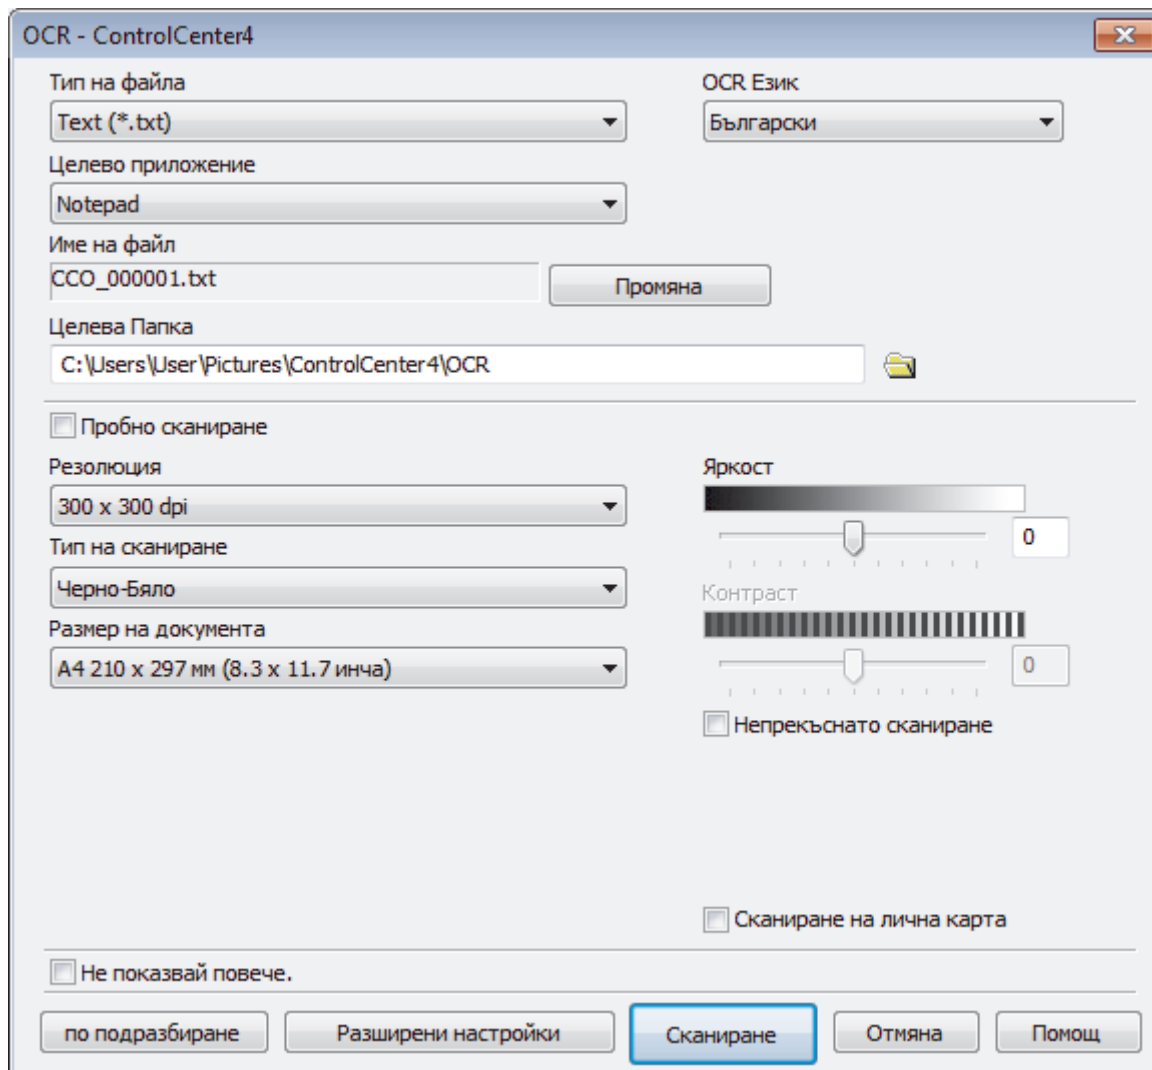 OCR - ControlCenter4
Тип на файла
OCR Език
Text (*.txt)
Български
Целево приложение
Notepad
Име на файл
CCO_000001.txt
Промяна
Целева Папка
C:\Users\User\Pictures\ControlCenter4\OCR
Пробно сканиране
Резолюция
Яркост
300 x 300 dpi
0
Тип на сканиране
Черно-Бяло
Контраст
Размер на документа
A4 210 x 297 мм (8.3 x 11.7 инча)
0
Непрекъснато сканиране
Сканиране на лична карта
Не показвай повече.
по подразбиране
Разширени настройки
Сканиране
Отмяна
Помощ